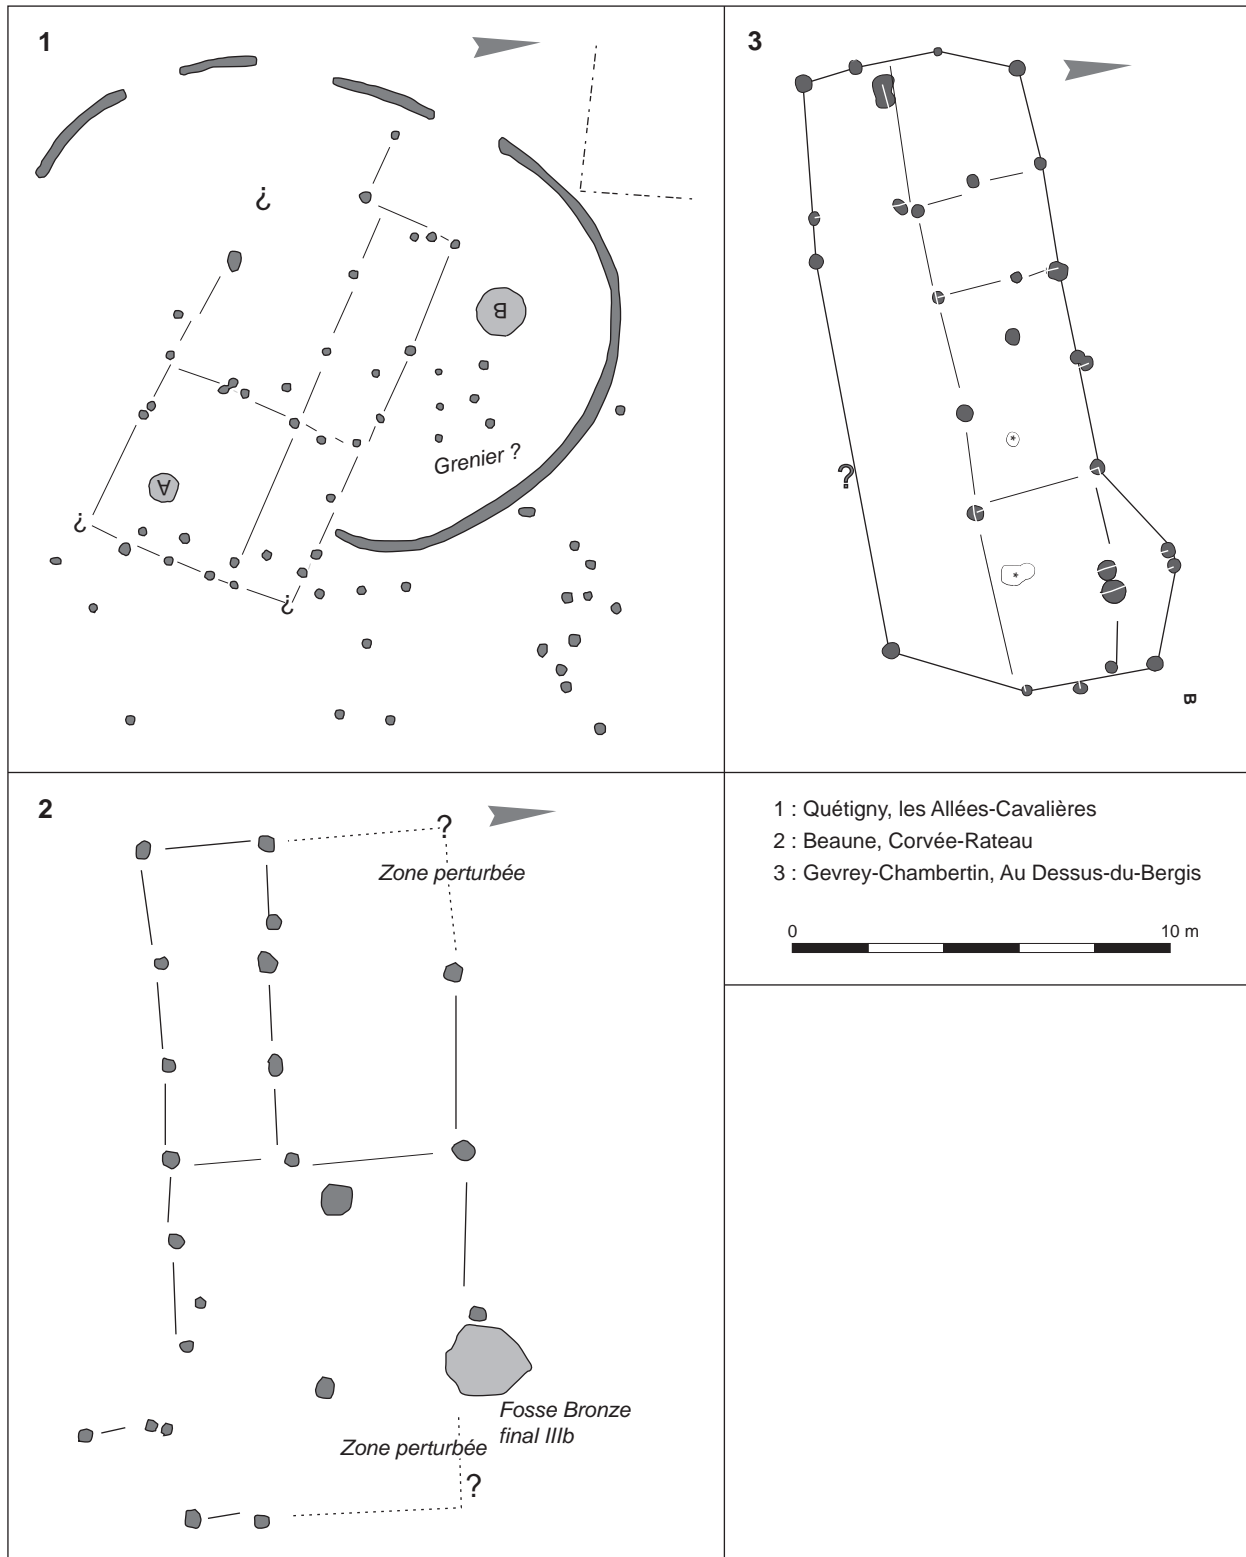 1
¿
B
A
Grenier ?
¿
¿
3
?
B
2
?
Zone perturbée
Fosse Bronze
final IIIb
Zone perturbée
?
1 : Quétigny, les Allées-Cavalières
2 : Beaune, Corvée-Rateau
3 : Gevrey-Chambertin, Au Dessus-du-Bergis
0 10 m